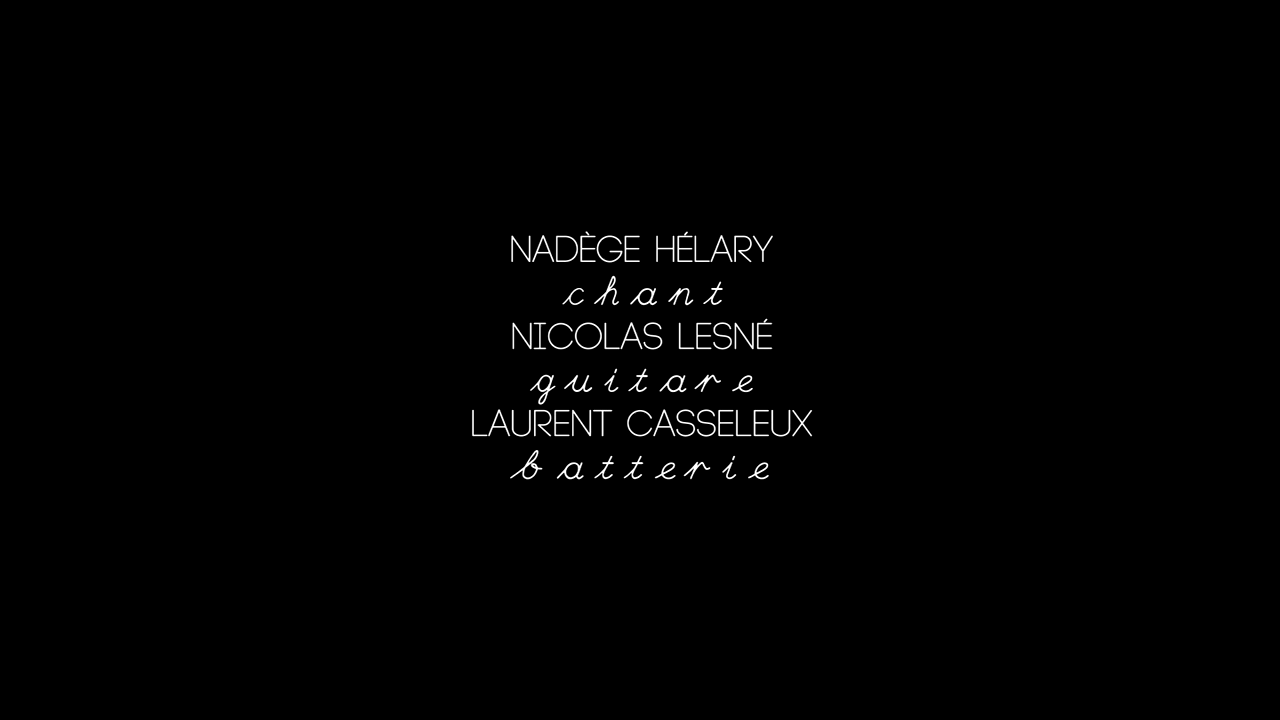 NADÈGE HÉLARY
chant
NICOLAS LESNÉ
guitare
LAURENT CASSELEUX
batterie